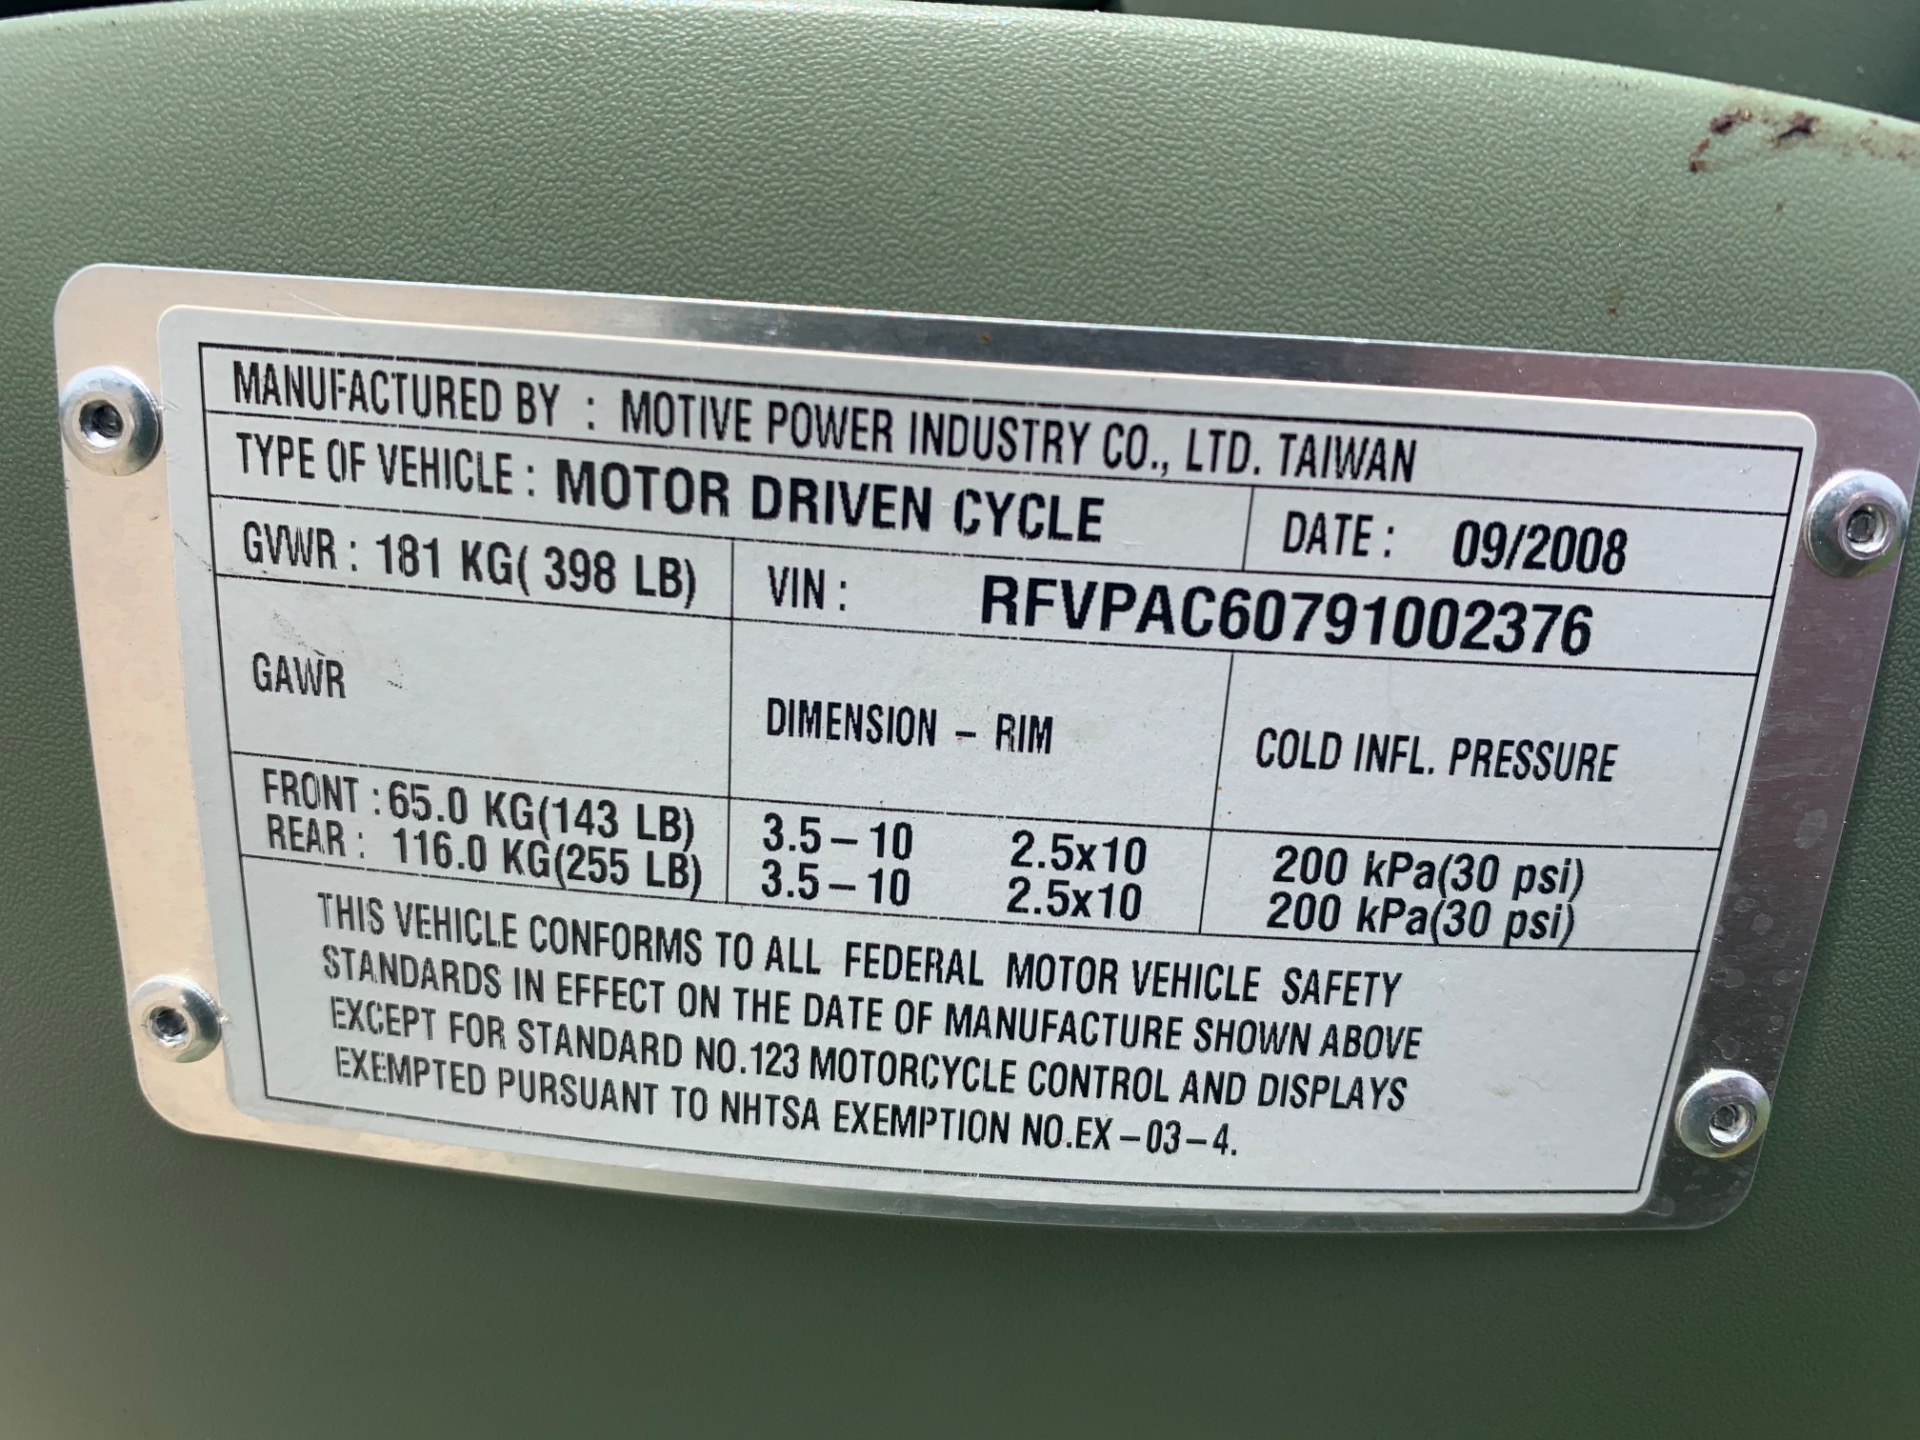 MANUFACTURED BY : MOTIVE POWER INDUSTRY CO., LTD. TAIWAN
TYPE OF VEHICLE : MOTOR DRIVEN CYCLE DATE : 09/2008
GVWR : 181 KG( 398 LB) VIN : RFVPAC60791002376
GAWR DIMENSION – RIM COLD INFL. PRESSURE
FRONT : 65.0 KG(143 LB) 3.5–10 2.5x10 200 kPa(30 psi)
REAR : 116.0 KG(255 LB) 3.5–10 2.5x10 200 kPa(30 psi)
THIS VEHICLE CONFORMS TO ALL FEDERAL MOTOR VEHICLE SAFETY
STANDARDS IN EFFECT ON THE DATE OF MANUFACTURE SHOWN ABOVE
EXCEPT FOR STANDARD NO.123 MOTORCYCLE CONTROL AND DISPLAYS
EXEMPTED PURSUANT TO NHTSA EXEMPTION NO.EX–03–4.